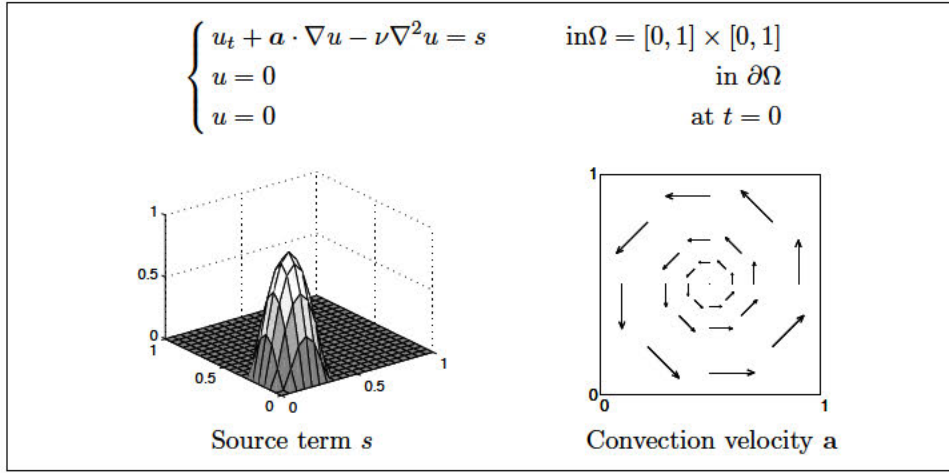 u_t + a · ∇u − ν∇²u = s    inΩ = [0, 1] × [0, 1]
u = 0    in ∂Ω
u = 0    at t = 0
1
0.5
0
1
0.5
0
0
0.5
1
Source term s
1
0
0
1
Convection velocity a